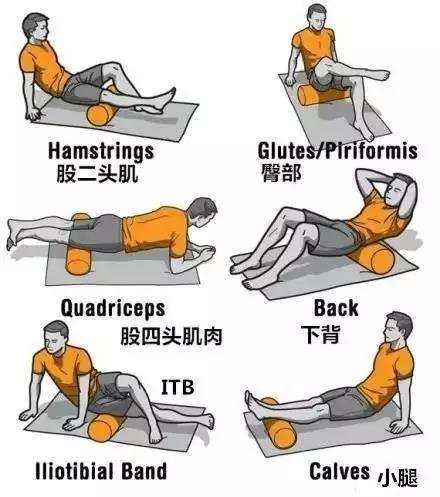 Hamstrings
股二头肌
Glutes/Piriformis
臀部
Quadriceps
股四头肌肉
Back
下背
ITB
Iliotibial Band
Calves
小腿